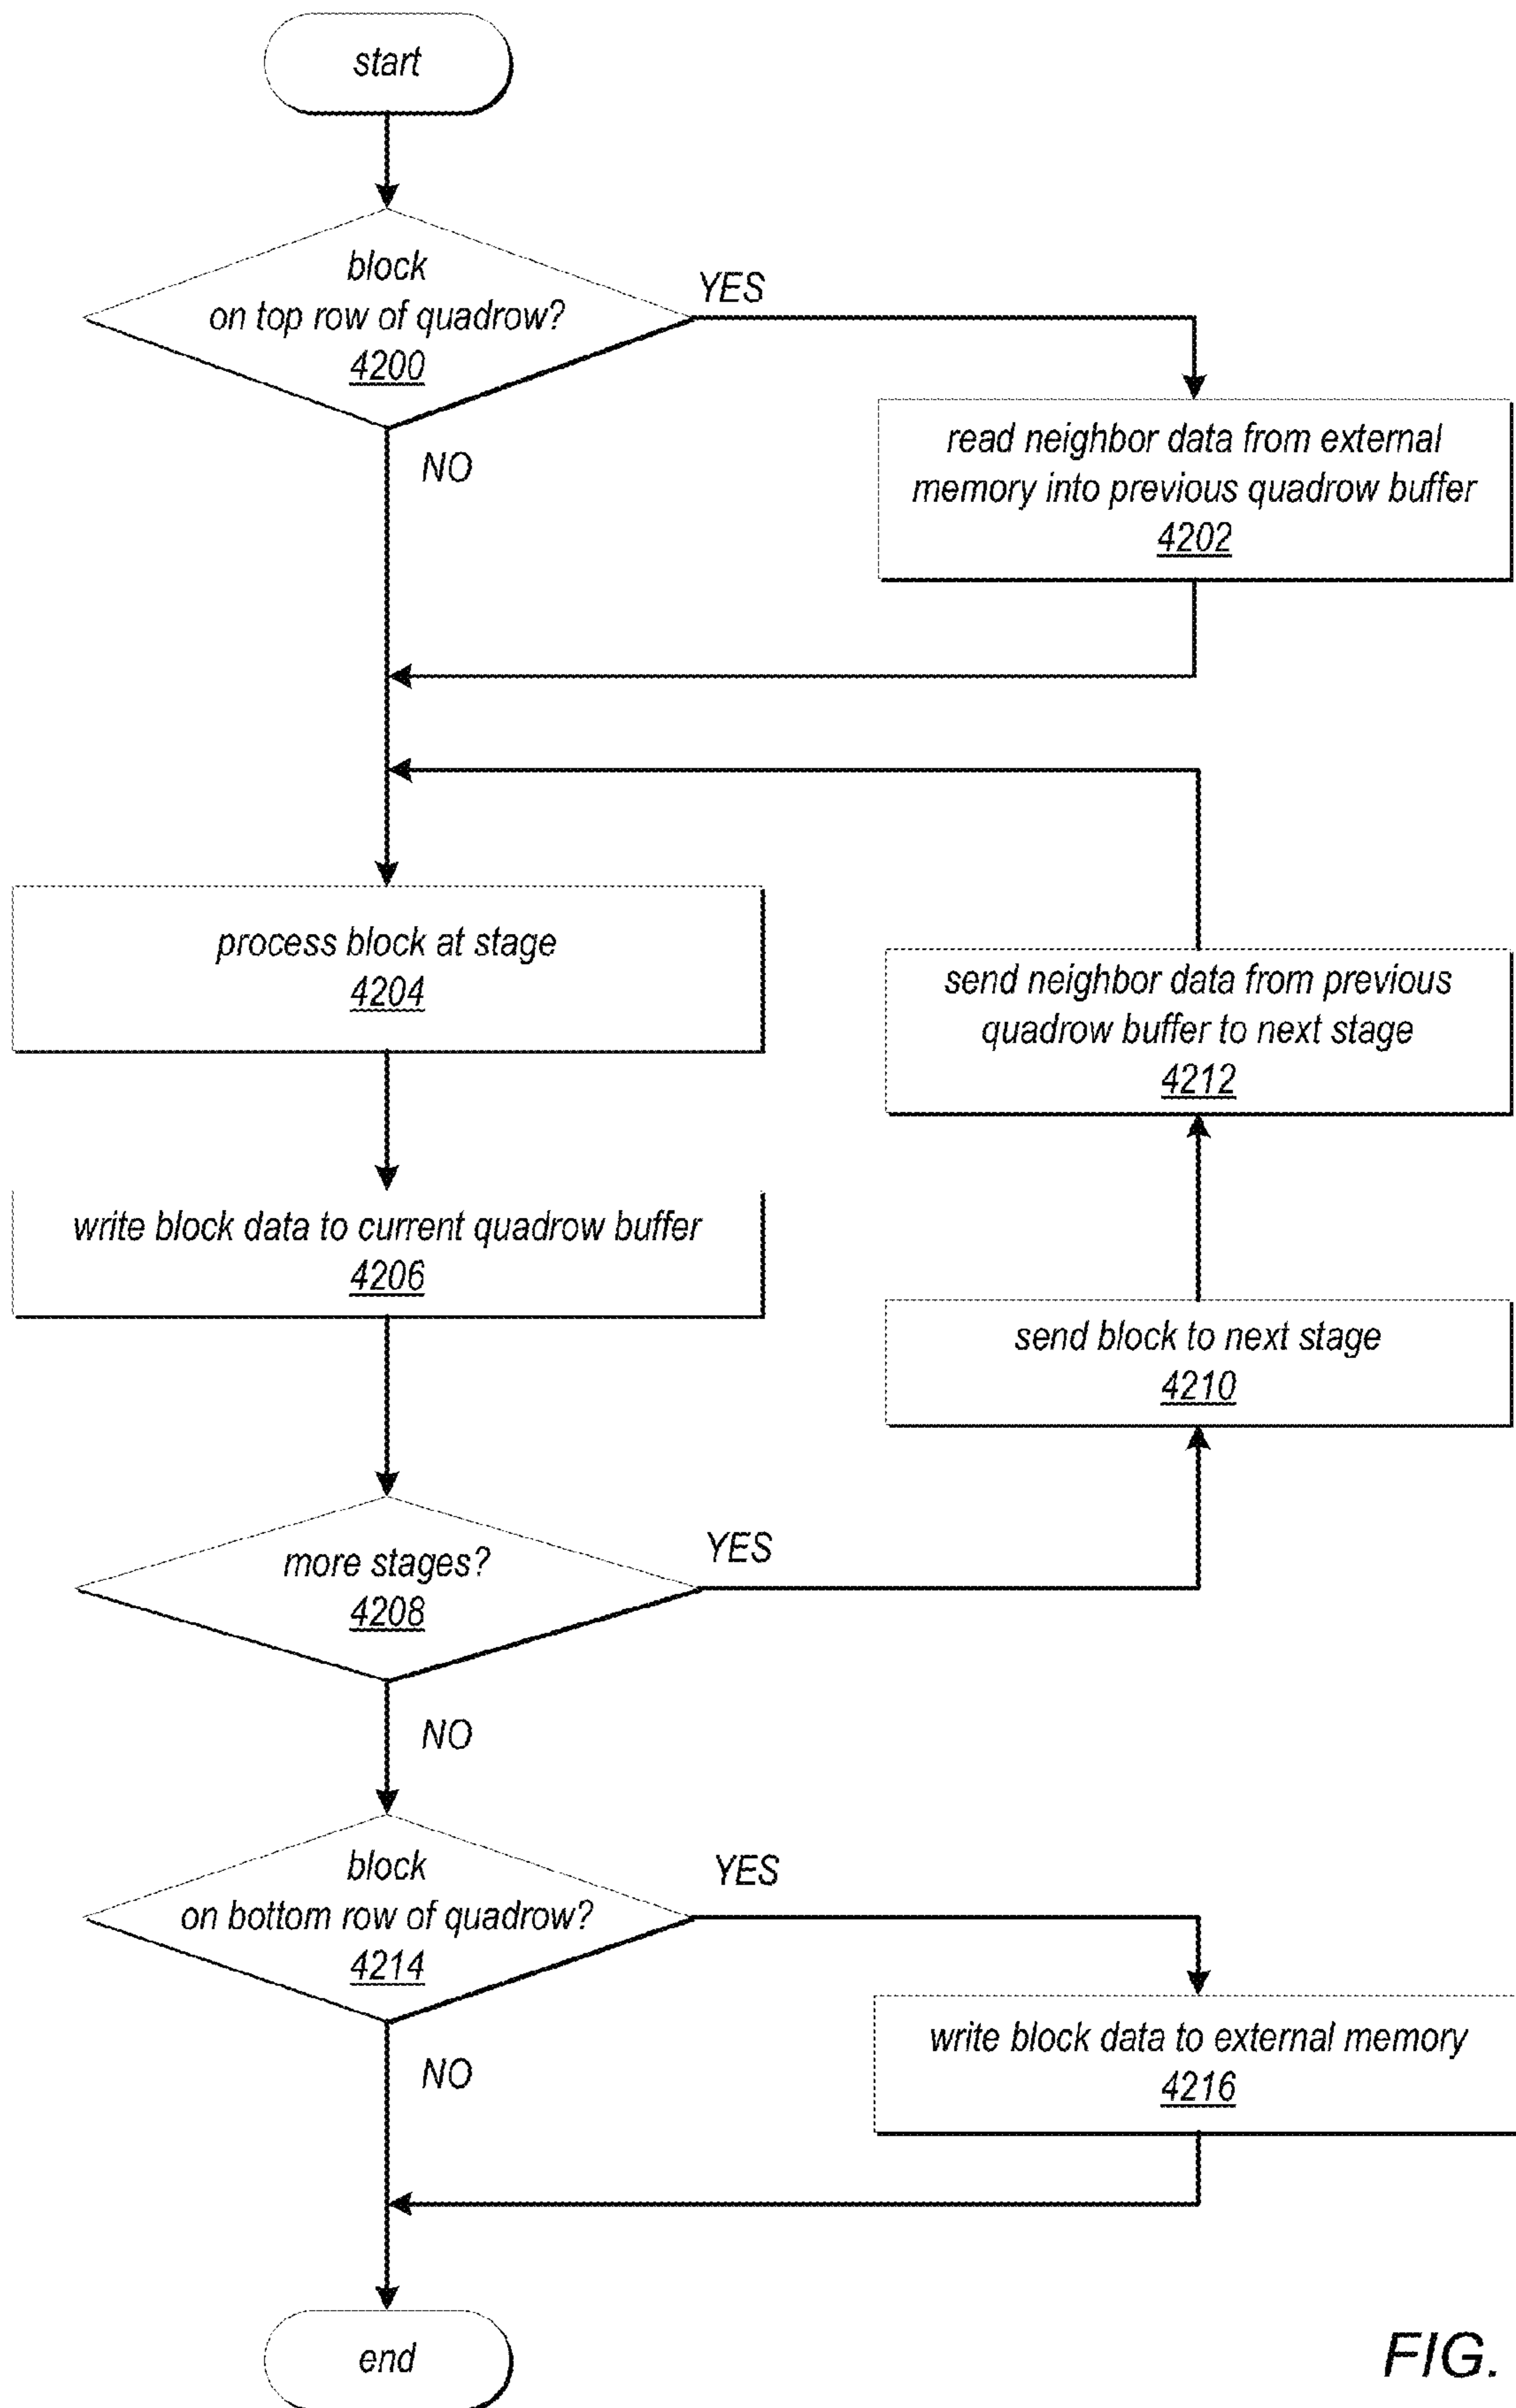 start
block
on top row of quadrow?
4200
YES
NO
read neighbor data from external
memory into previous quadrow buffer
4202
process block at stage
4204
send neighbor data from previous
quadrow buffer to next stage
4212
write block data to current quadrow buffer
4206
send block to next stage
4210
more stages?
4208
YES
NO
block
on bottom row of quadrow?
4214
YES
NO
write block data to external memory
4216
end
FIG.